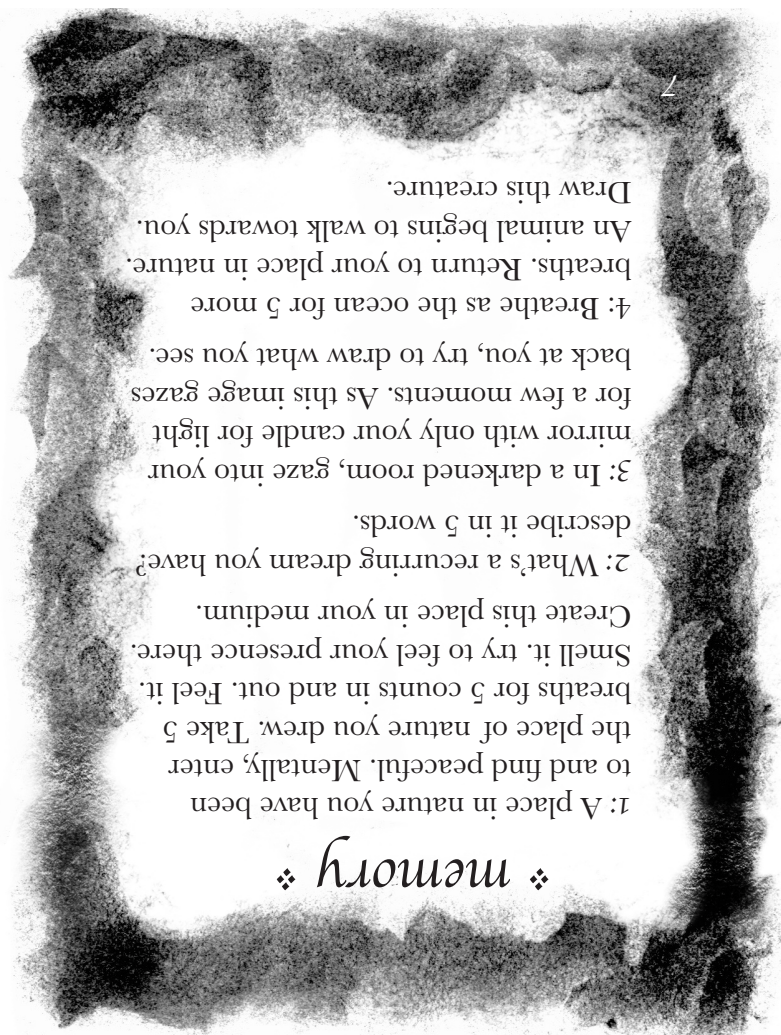 ❖ memory ❖
1: A place in nature you have been
to and find peaceful. Mentally, enter
the place of nature you drew. Take 5
breaths for 5 counts in and out. Feel it.
Smell it. try to feel your presence there.
Create this place in your medium.
2: What's a recurring dream you have?
describe it in 5 words.
3: In a darkened room, gaze into your
mirror with only your candle for light
for a few moments. As this image gazes
back at you, try to draw what you see.
4: Breathe as the ocean for 5 more
breaths. Return to your place in nature.
An animal begins to walk towards you.
Draw this creature.
7